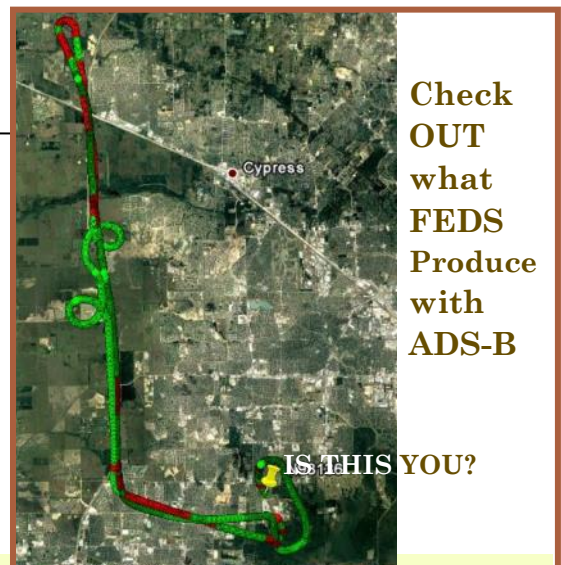 Check
OUT
what
FEDS
Produce
with
ADS-B
Cypress
IS THIS YOU?